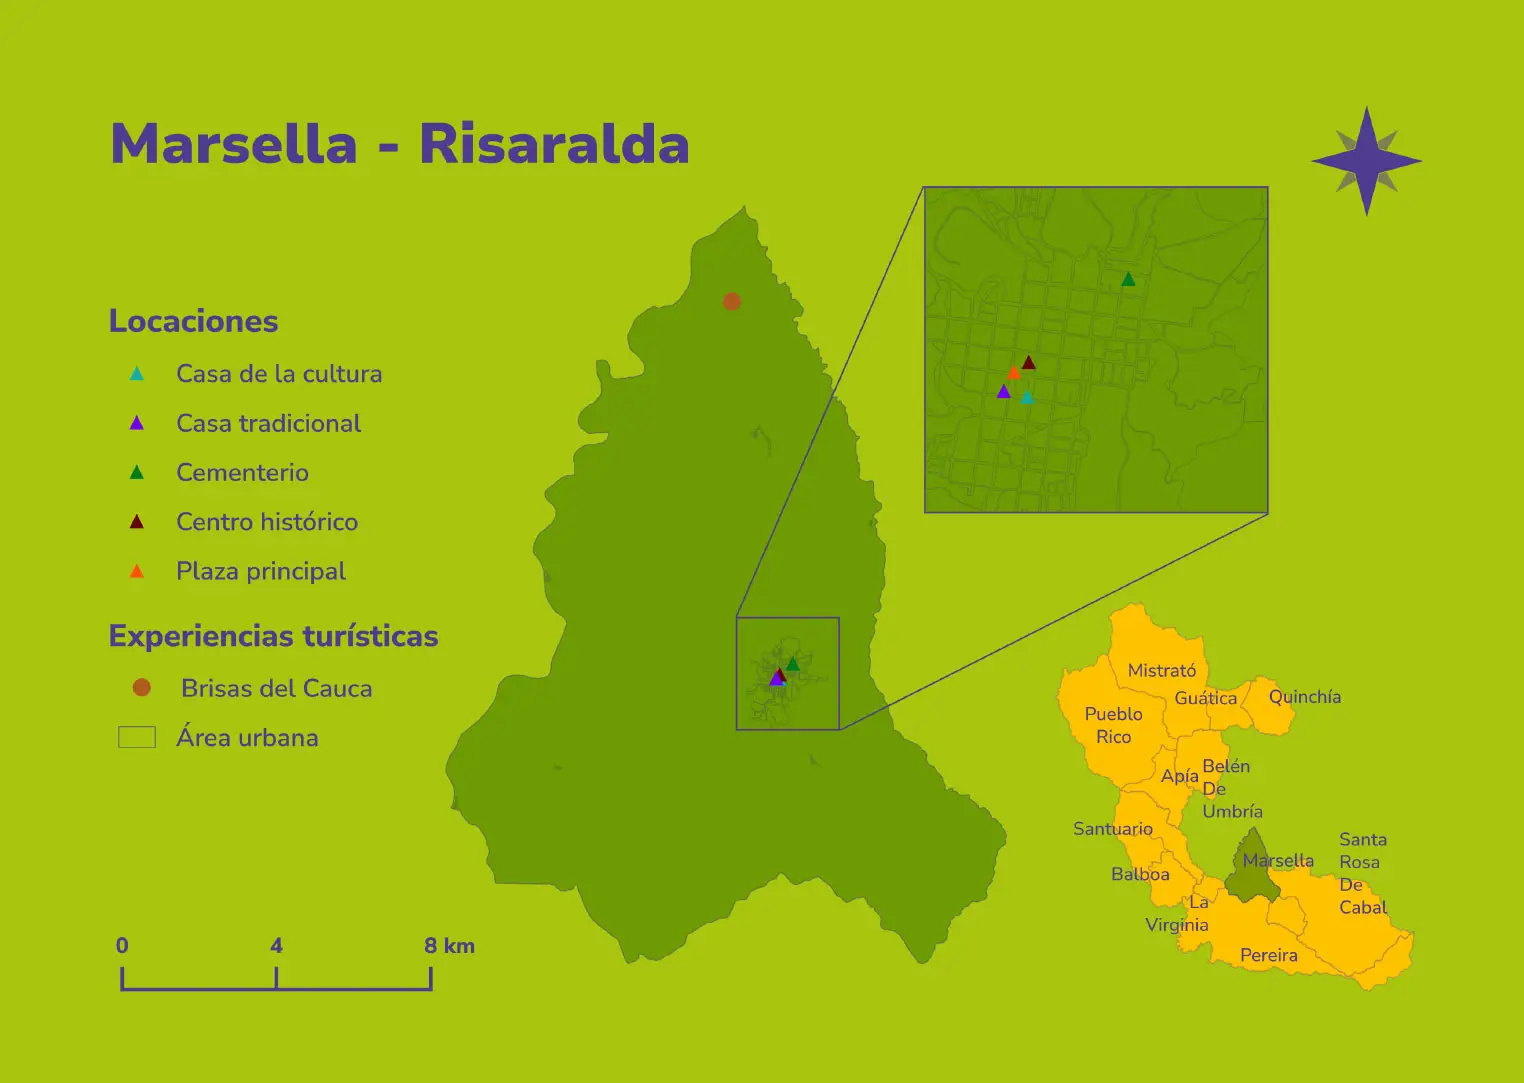 Marsella - Risaralda
Locaciones
Casa de la cultura
Casa tradicional
Cementerio
Centro histórico
Plaza principal
Experiencias turísticas
Brisas del Cauca
Área urbana
0 4 8 km
Mistrató
Guática
Quinchía
Pueblo
Rico
Apía
Belén
De
Umbría
Santuario
Balboa
La
Virginia
Marsella
Santa
Rosa
De
Cabal
Pereira